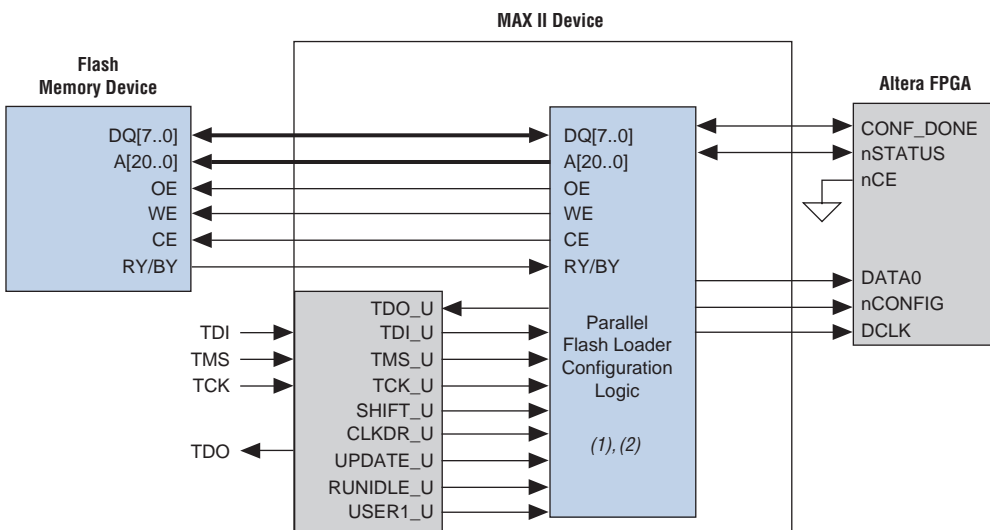 MAX II Device
Flash
Memory Device
Altera FPGA
DQ[7..0]
A[20..0]
OE
WE
CE
RY/BY
DQ[7..0]
A[20..0]
OE
WE
CE
RY/BY
Parallel
Flash Loader
Configuration
Logic
(1), (2)
CONF_DONE
nSTATUS
nCE
DATA0
nCONFIG
DCLK
TDI
TMS
TCK
TDO
TDO_U
TDI_U
TMS_U
TCK_U
SHIFT_U
CLKDR_U
UPDATE_U
RUNIDLE_U
USER1_U